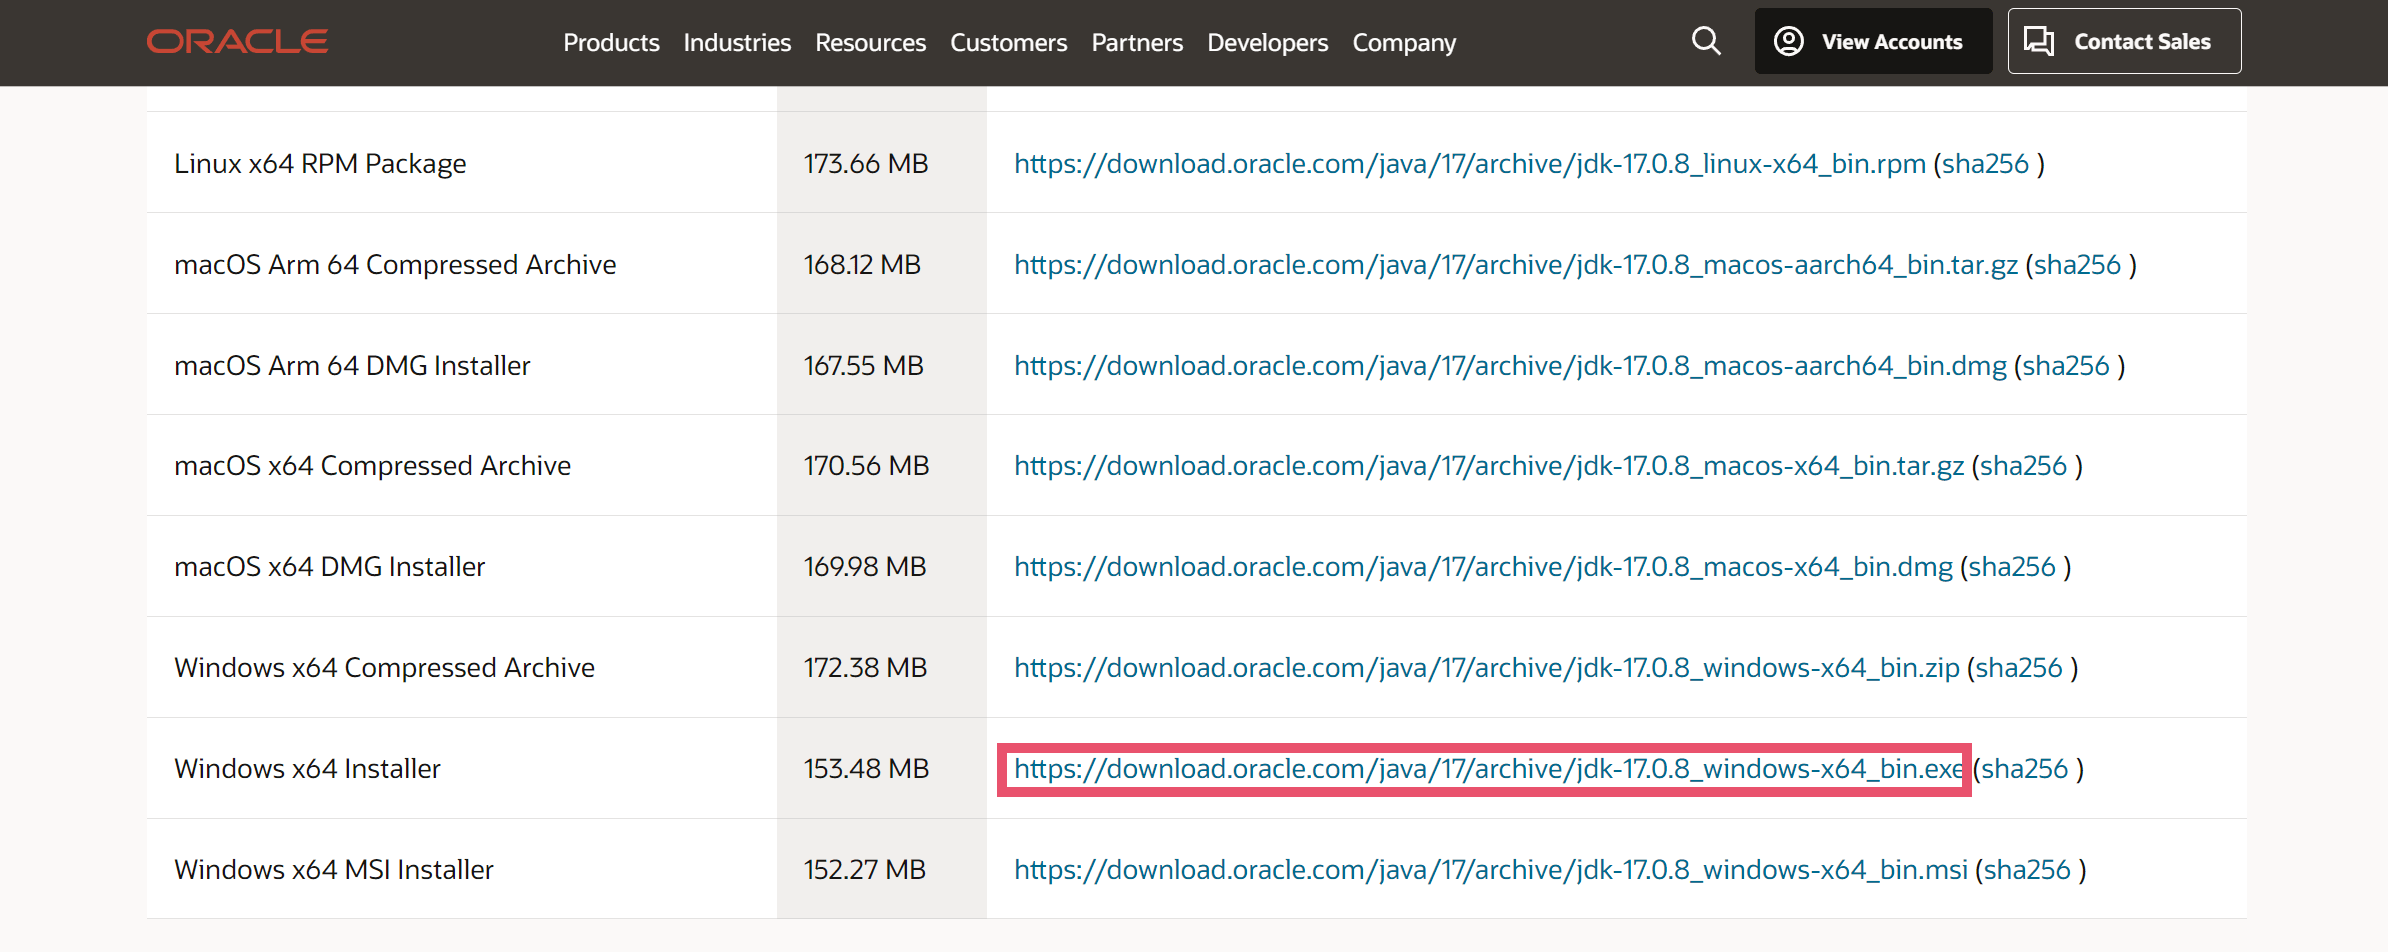 ORACLE Products Industries Resources Customers Partners Developers Company View Accounts Contact Sales
Linux x64 RPM Package 173.66 MB https://download.oracle.com/java/17/archive/jdk-17.0.8_linux-x64_bin.rpm (sha256 )
macOS Arm 64 Compressed Archive 168.12 MB https://download.oracle.com/java/17/archive/jdk-17.0.8_macos-aarch64_bin.tar.gz (sha256 )
macOS Arm 64 DMG Installer 167.55 MB https://download.oracle.com/java/17/archive/jdk-17.0.8_macos-aarch64_bin.dmg (sha256 )
macOS x64 Compressed Archive 170.56 MB https://download.oracle.com/java/17/archive/jdk-17.0.8_macos-x64_bin.tar.gz (sha256 )
macOS x64 DMG Installer 169.98 MB https://download.oracle.com/java/17/archive/jdk-17.0.8_macos-x64_bin.dmg (sha256 )
Windows x64 Compressed Archive 172.38 MB https://download.oracle.com/java/17/archive/jdk-17.0.8_windows-x64_bin.zip (sha256 )
Windows x64 Installer 153.48 MB https://download.oracle.com/java/17/archive/jdk-17.0.8_windows-x64_bin.exe (sha256 )
Windows x64 MSI Installer 152.27 MB https://download.oracle.com/java/17/archive/jdk-17.0.8_windows-x64_bin.msi (sha256 )